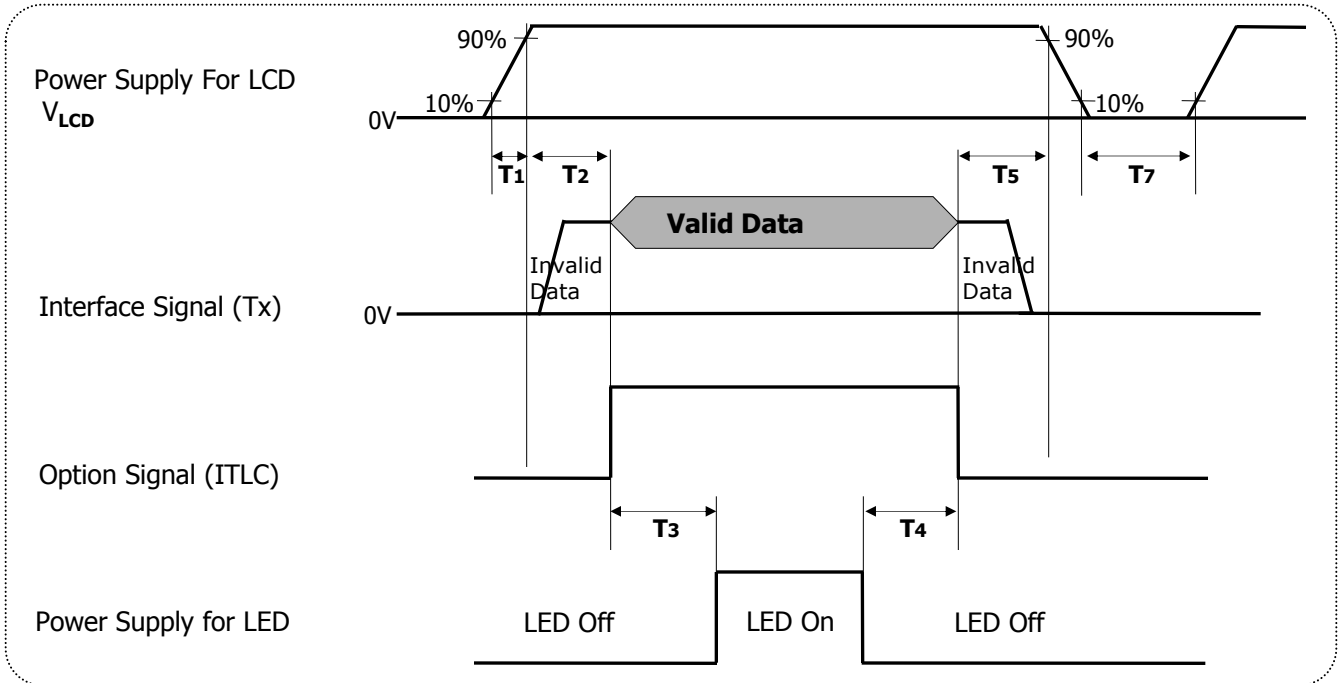 90%
90%
Power Supply For LCD
VLCD
10%
10%
0V
T1
T2
T5
T7
Valid Data
Invalid
Data
Invalid
Data
Interface Signal (Tx)
0V
Option Signal (ITLC)
T3
T4
Power Supply for LED
LED Off
LED On
LED Off